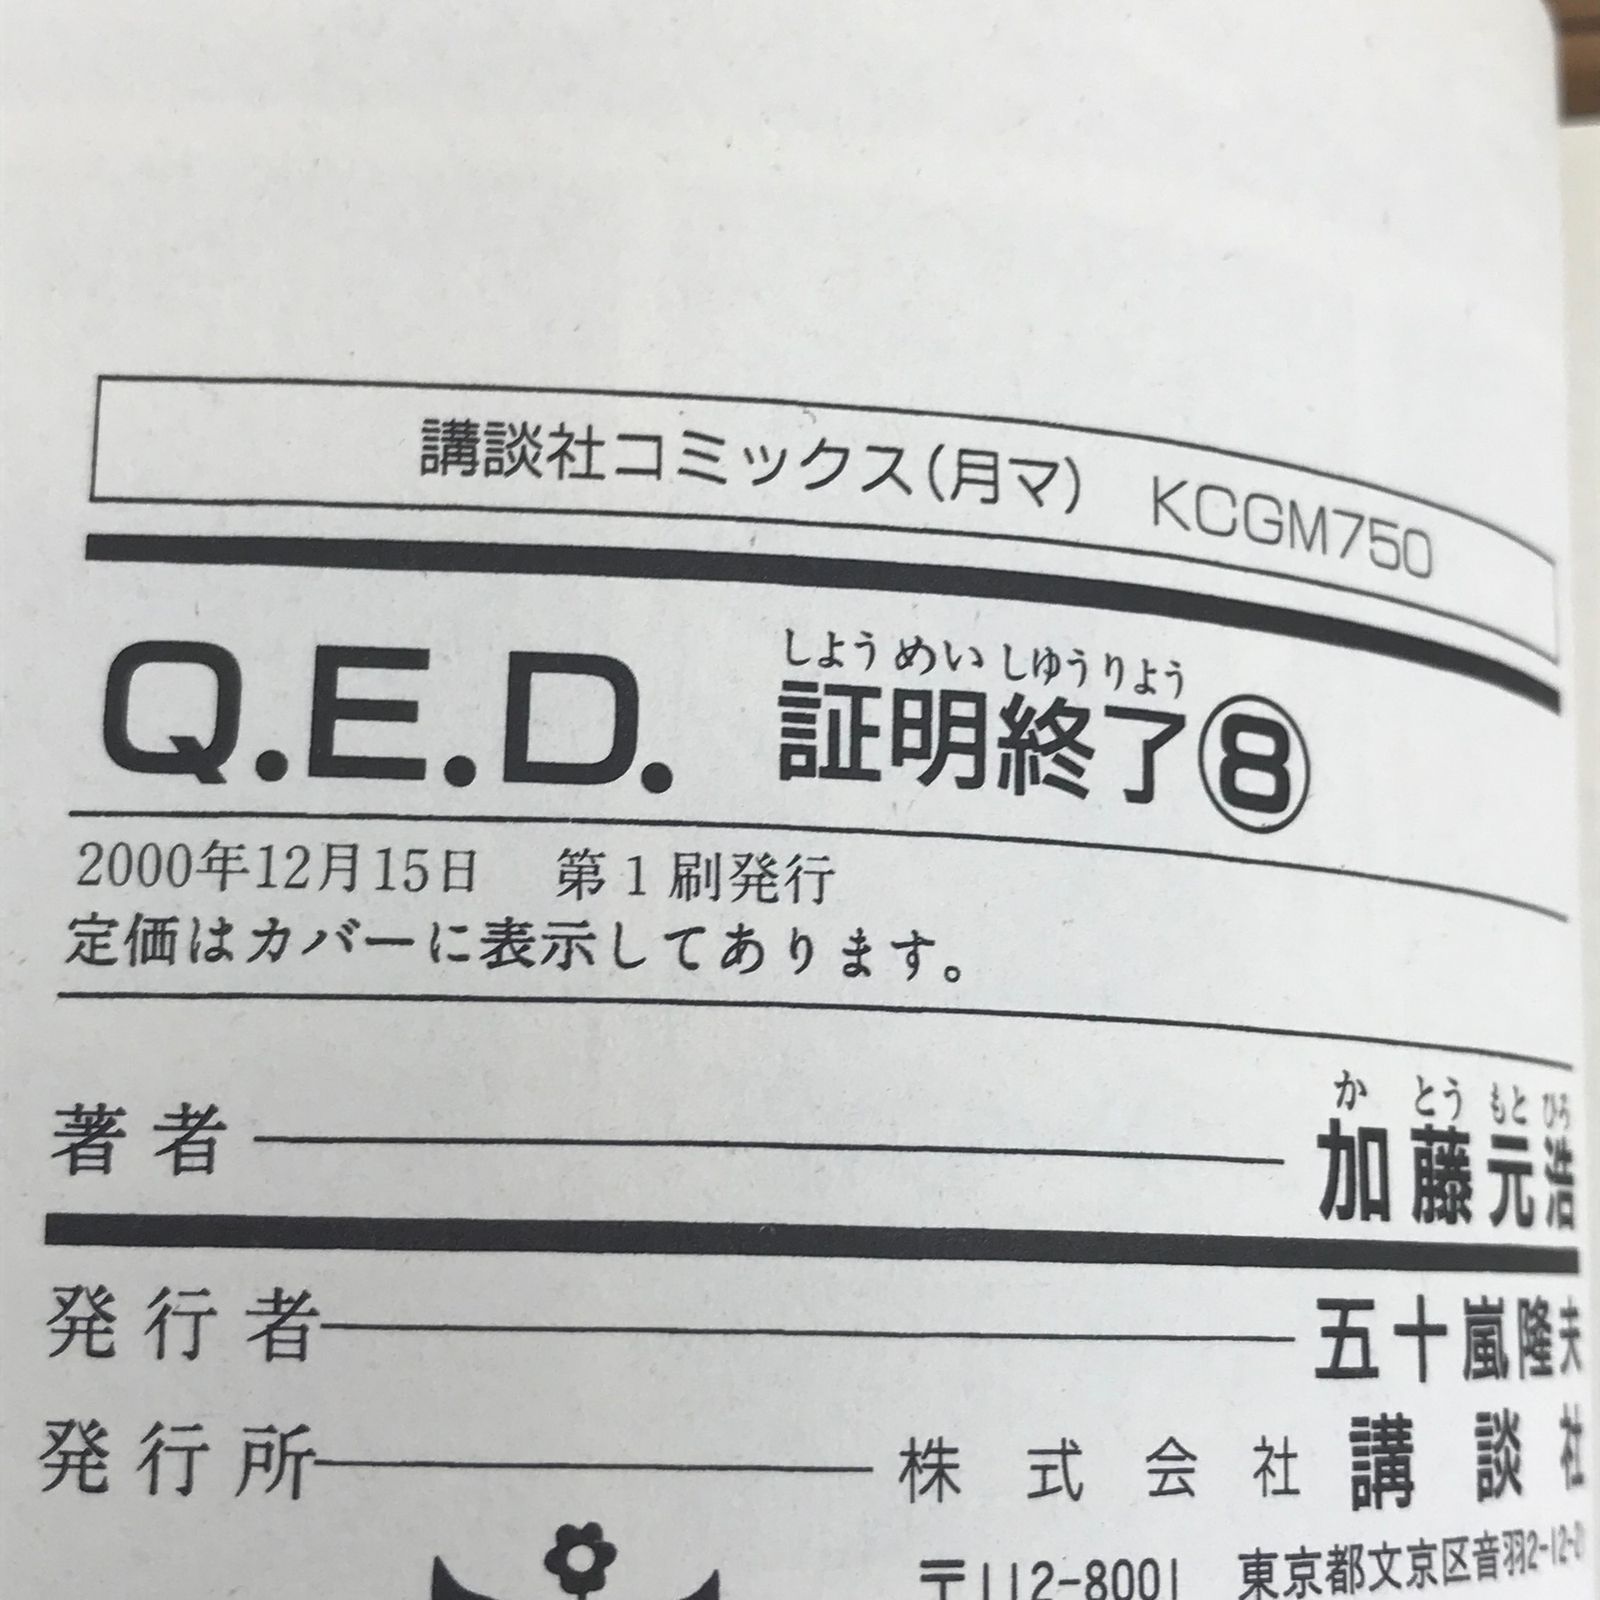 講談社コミックス(月マ) KCGM750
しようめいしゆうりよう
Q.E.D. 証明終了⑧
2000年12月15日 第1刷発行
定価はカバーに表示してあります。
かとうもとひろ
著者 加藤元浩
発行者 五十嵐隆夫
発行所 株式会社 講談社
〒112-8001 東京都文京区音羽2-12-